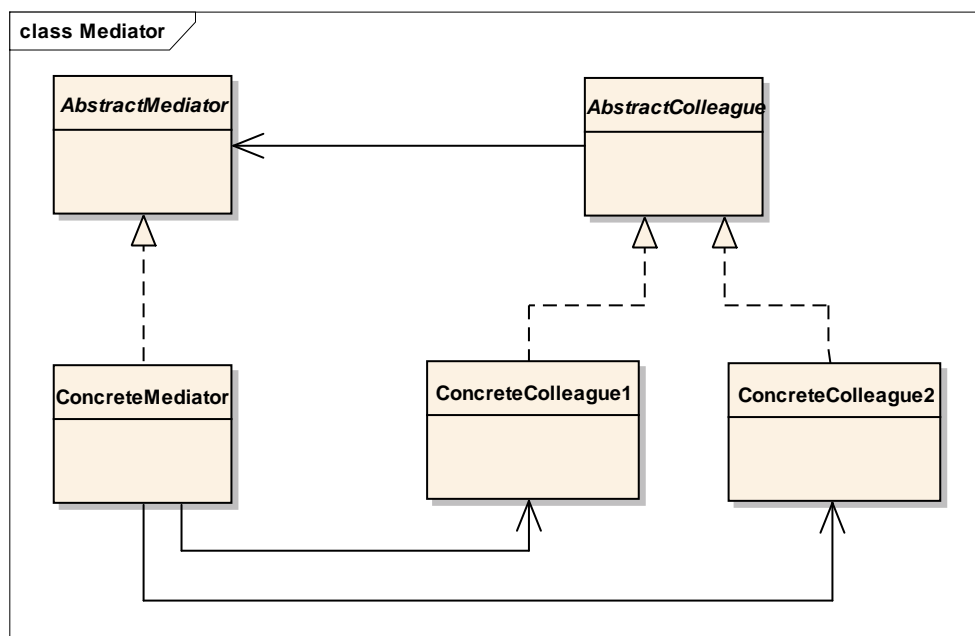 class Mediator
AbstractMediator
AbstractColleague
ConcreteMediator
ConcreteColleague1
ConcreteColleague2